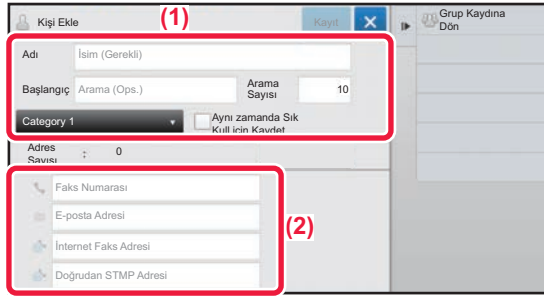 Kişi Ekle
(1)
Kayıt
Grup Kaydına
Dön
Adı
İsim (Gerekli)
Başlangıç
Arama (Ops.)
Arama
Sayısı
10
Category 1
Aynı zamanda Sık
Kull.için Kaydet
Adres
Sayısı
:
0
Faks Numarası
(2)
E-posta Adresi
İnternet Faks Adresi
Doğrudan STMP Adresi